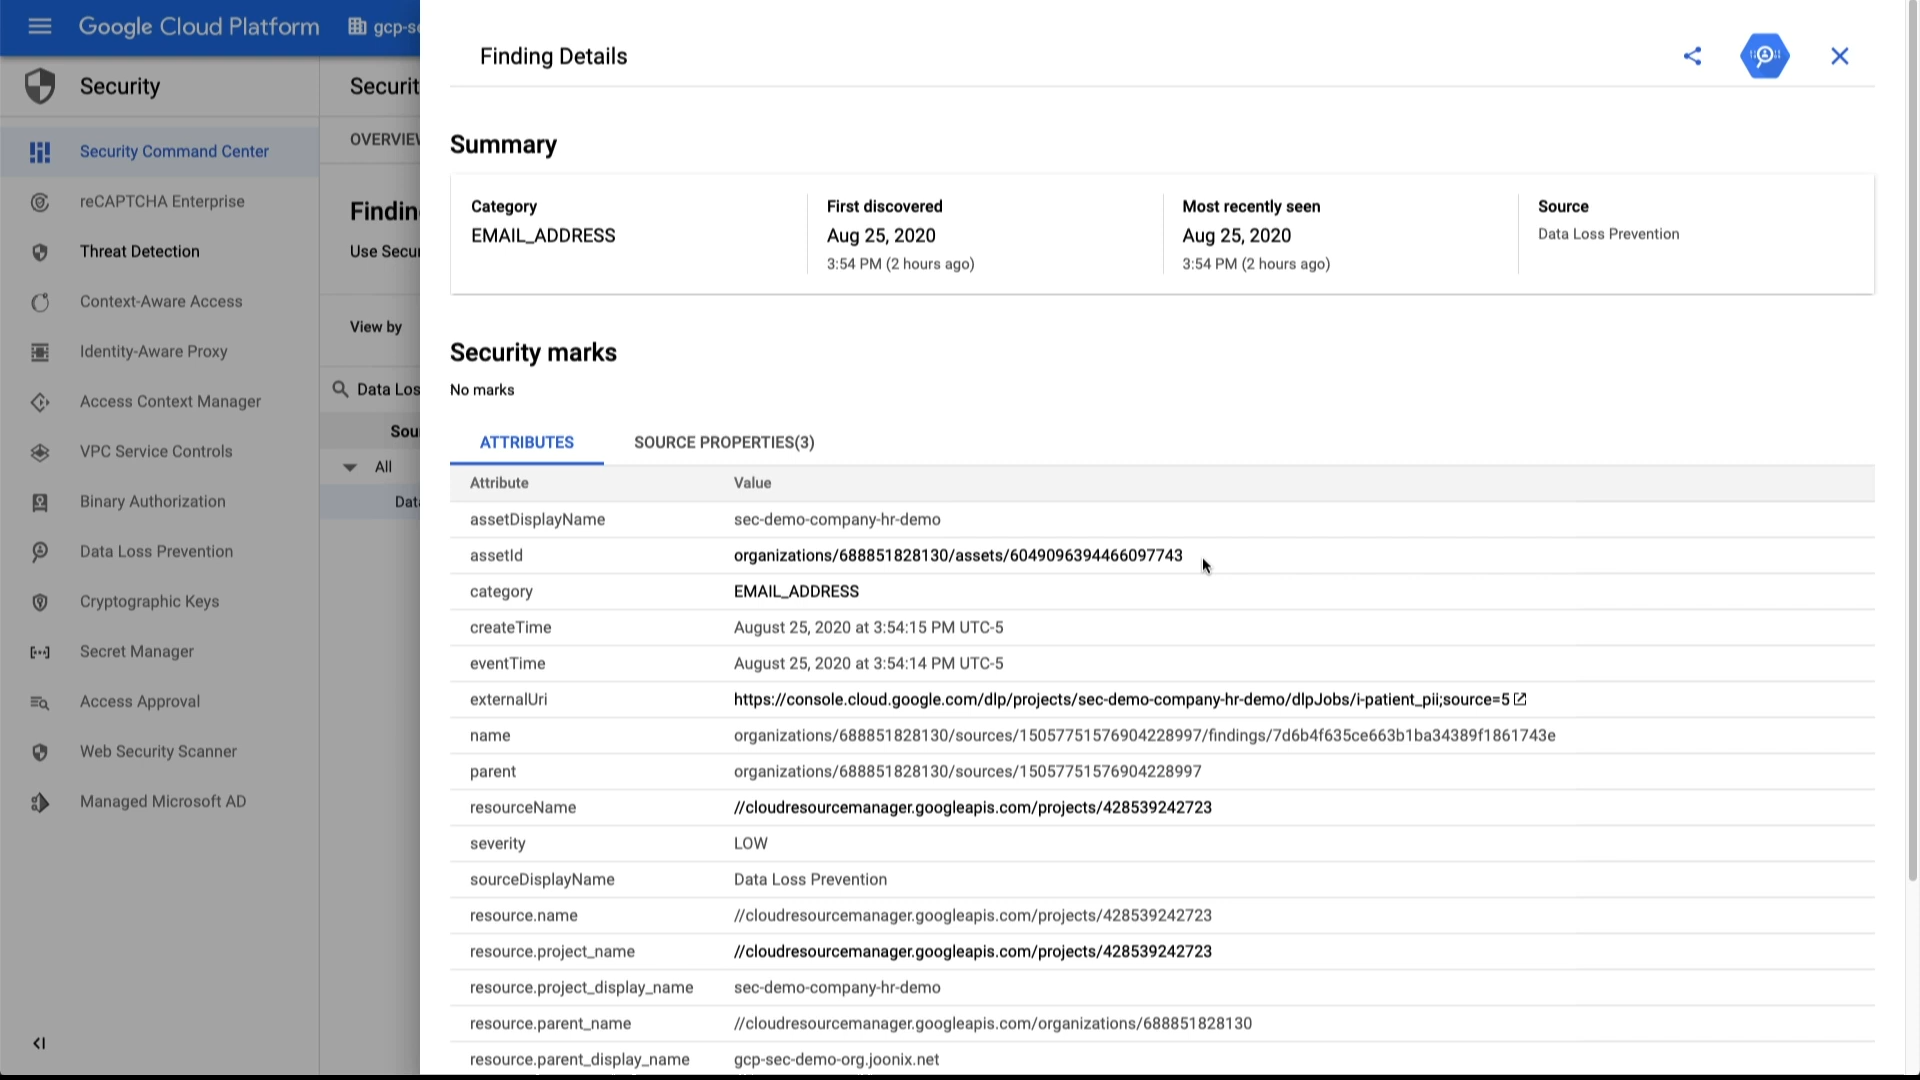 Google Cloud Platform
gcp-se
Finding Details
Security
Securit
OVERVIEW
Security Command Center
reCAPTCHA Enterprise
Threat Detection
Context-Aware Access
Identity-Aware Proxy
Access Context Manager
VPC Service Controls
Binary Authorization
Data Loss Prevention
Cryptographic Keys
Secret Manager
Access Approval
Web Security Scanner
Managed Microsoft AD
Findin
Use Secur
View by
Data Los
Sou
All
Data
Summary
Category
EMAIL_ADDRESS
First discovered
Aug 25, 2020
3:54 PM (2 hours ago)
Most recently seen
Aug 25, 2020
3:54 PM (2 hours ago)
Source
Data Loss Prevention
Security marks
No marks
ATTRIBUTES SOURCE PROPERTIES(3)
Attribute Value
assetDisplayName sec-demo-company-hr-demo
assetId organizations/688851828130/assets/6049096394466097743
category EMAIL_ADDRESS
createTime August 25, 2020 at 3:54:15 PM UTC-5
eventTime August 25, 2020 at 3:54:14 PM UTC-5
externalUri https://console.cloud.google.com/dlp/projects/sec-demo-company-hr-demo/dlpJobs/i-patient_pii;source=5
name organizations/688851828130/sources/15057751576904228997/findings/7d6b4f635ce663b1ba34389f1861743e
parent organizations/688851828130/sources/15057751576904228997
resourceName //cloudresourcemanager.googleapis.com/projects/428539242723
severity LOW
sourceDisplayName Data Loss Prevention
resource.name //cloudresourcemanager.googleapis.com/projects/428539242723
resource.project_name //cloudresourcemanager.googleapis.com/projects/428539242723
resource.project_display_name sec-demo-company-hr-demo
resource.parent_name //cloudresourcemanager.googleapis.com/organizations/688851828130
resource.parent_display_name gcp-sec-demo-org.joonix.net